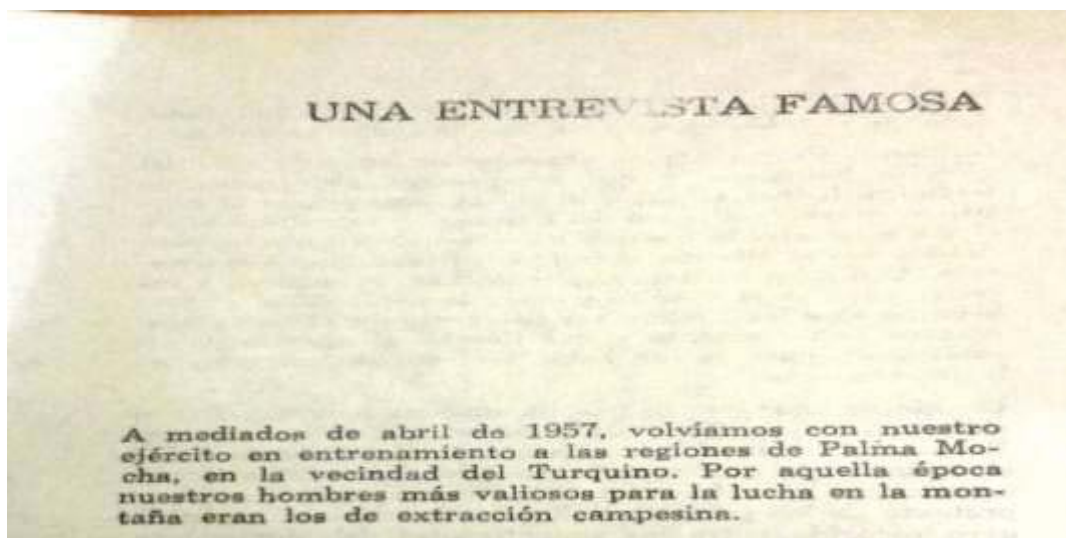 UNA ENTREVISTA FAMOSA
A mediados de abril de 1957, volvíamos con nuestro
ejército en entrenamiento a las regiones de Palma Mo-
cha, en la vecindad del Turquino. Por aquella época
nuestros hombres más valiosos para la lucha en la mon-
taña eran los de extracción campesina.